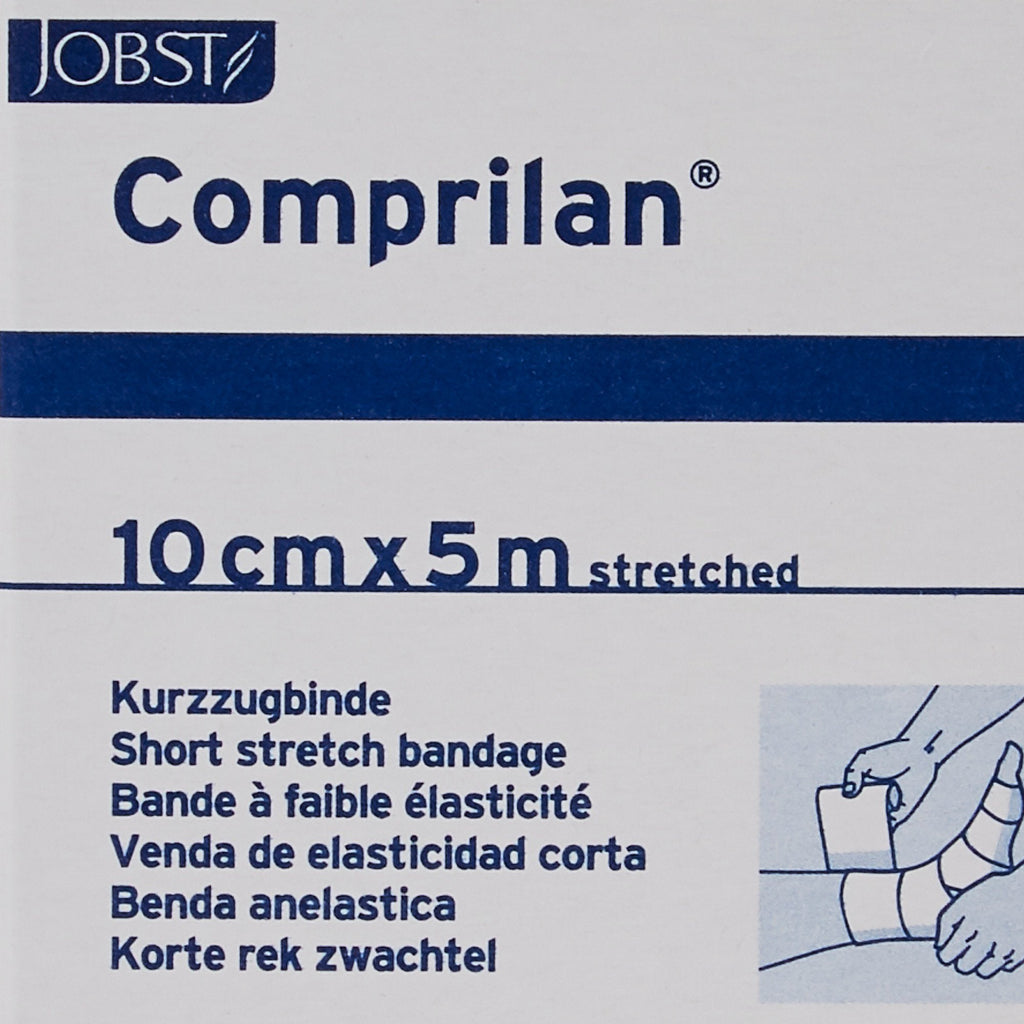 JOBST
Comprilan®
10 cm x 5 m stretched
Kurzzugbinde
Short stretch bandage
Bande à faible élasticité
Venda de elasticidad corta
Benda anelastica
Korte rek zwachtel